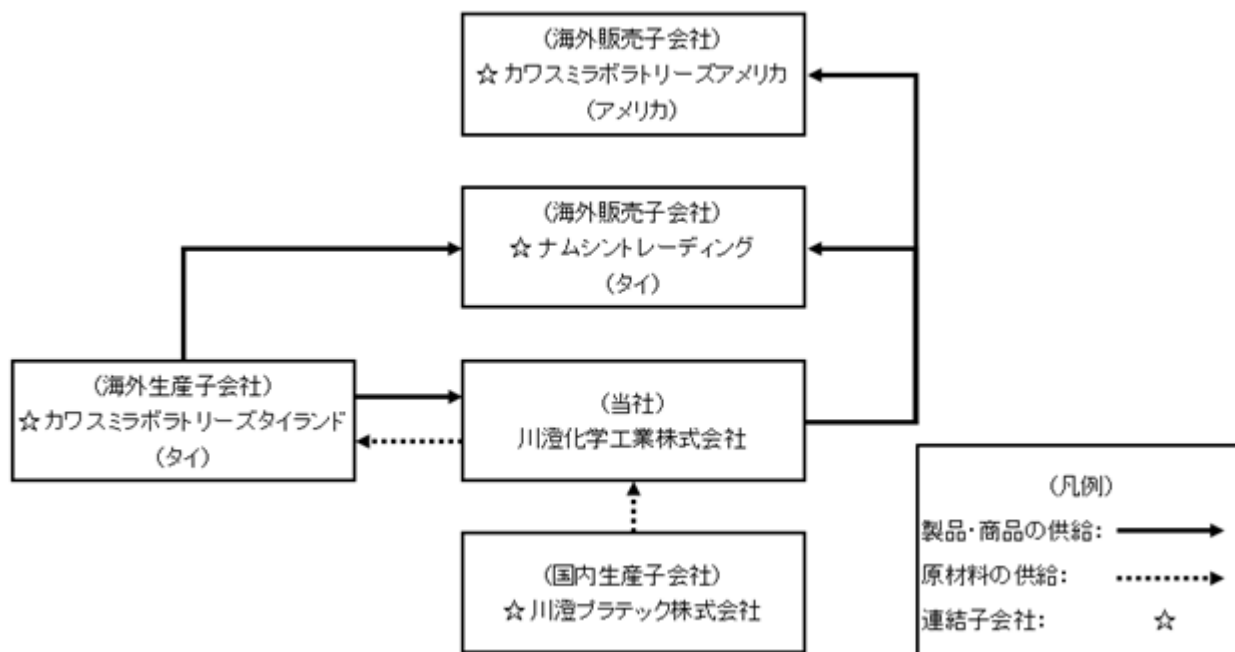 (海外販売子会社)
☆カワスミラボラトリーズアメリカ
(アメリカ)
(海外販売子会社)
☆ナムシントレーディング
(タイ)
(海外生産子会社)
☆カワスミラボラトリーズタイランド
(タイ)
(当社)
川澄化学工業株式会社
(国内生産子会社)
☆川澄プラテック株式会社
(凡例)
製品・商品の供給:
原材料の供給:
連結子会社: ☆